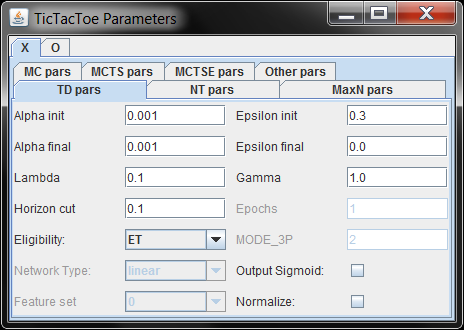 TicTacToe Parameters
X O
MC pars MCTS pars MCTSE pars Other pars
TD pars NT pars MaxN pars
Alpha init 0.001 Epsilon init 0.3
Alpha final 0.001 Epsilon final 0.0
Lambda 0.1 Gamma 1.0
Horizon cut 0.1 Epochs 1
Eligibility: ET MODE_3P 2
Network Type: linear Output Sigmoid:
Feature set 0 Normalize: